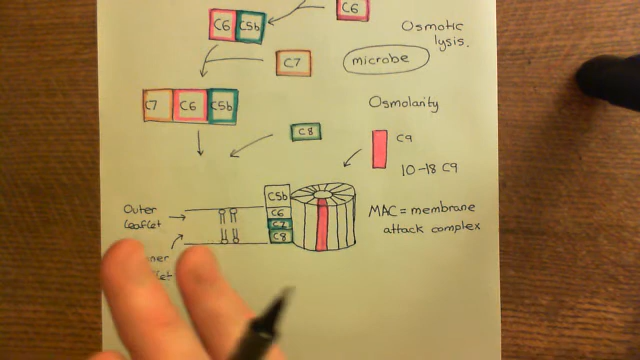 C6
C6 C5b
Osmotic
lysis.
C7
microbe
C7 C6 C5b
Osmolarity
C8
C9
10-18 C9
C5b
Outer
leaflet
C6
MAC = membrane
attack complex
C8